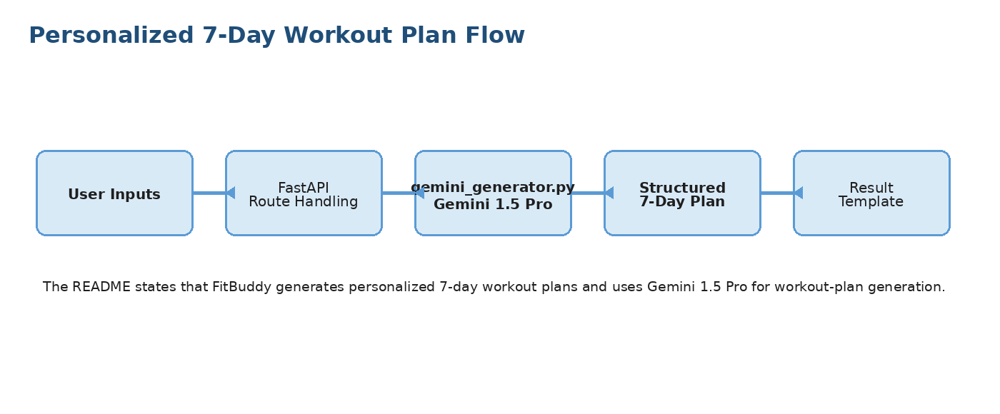 Personalized 7-Day Workout Plan Flow
User Inputs
FastAPI
Route Handling
gemini_generator.py
Gemini 1.5 Pro
Structured
7-Day Plan
Result
Template
The README states that FitBuddy generates personalized 7-day workout plans and uses Gemini 1.5 Pro for workout-plan generation.